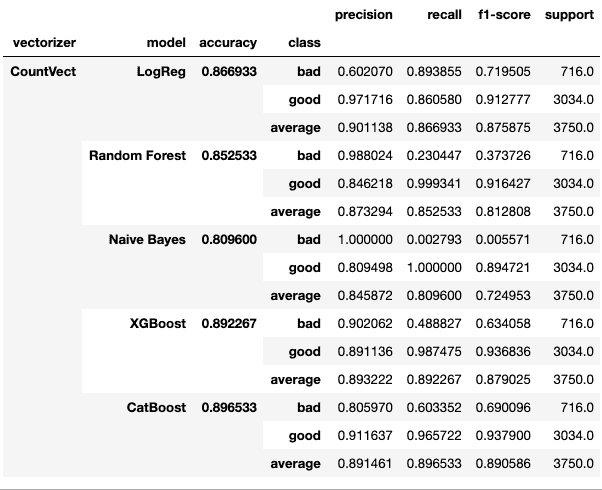 precision recall f1-score support
vectorizer model accuracy class
CountVect LogReg 0.866933 bad 0.602070 0.893855 0.719505 716.0
good 0.971716 0.860580 0.912777 3034.0
average 0.901138 0.866933 0.875875 3750.0
Random Forest 0.852533 bad 0.988024 0.230447 0.373726 716.0
good 0.846218 0.999341 0.916427 3034.0
average 0.873294 0.852533 0.812808 3750.0
Naive Bayes 0.809600 bad 1.000000 0.002793 0.005571 716.0
good 0.809498 1.000000 0.894721 3034.0
average 0.845872 0.809600 0.724953 3750.0
XGBoost 0.892267 bad 0.902062 0.488827 0.634058 716.0
good 0.891136 0.987475 0.936836 3034.0
average 0.893222 0.892267 0.879025 3750.0
CatBoost 0.896533 bad 0.805970 0.603352 0.690096 716.0
good 0.911637 0.965722 0.937900 3034.0
average 0.891461 0.896533 0.890586 3750.0